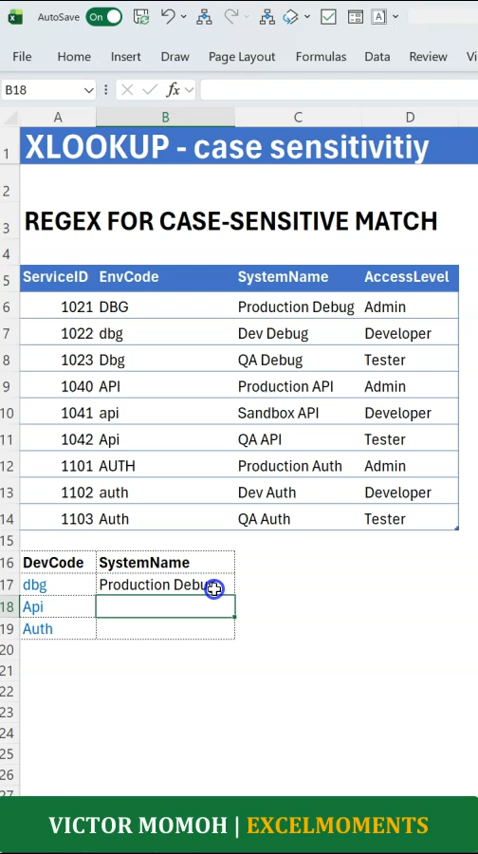 AutoSave On
File Home Insert Draw Page Layout Formulas Data Review Vi
B18 fx
A B C D
1 XLOOKUP - case sensitivitiy
2
3 REGEX FOR CASE-SENSITIVE MATCH
4
5 ServiceID EnvCode SystemName AccessLevel
6 1021 DBG Production Debug Admin
7 1022 dbg Dev Debug Developer
8 1023 Dbg QA Debug Tester
9 1040 API Production API Admin
10 1041 api Sandbox API Developer
11 1042 Api QA API Tester
12 1101 AUTH Production Auth Admin
13 1102 auth Dev Auth Developer
14 1103 Auth QA Auth Tester
15
16 DevCode SystemName
17 dbg Production Debug
18 Api
19 Auth
20
21
22
23
24
25
26
27
VICTOR MOMOH | EXCELMOMENTS